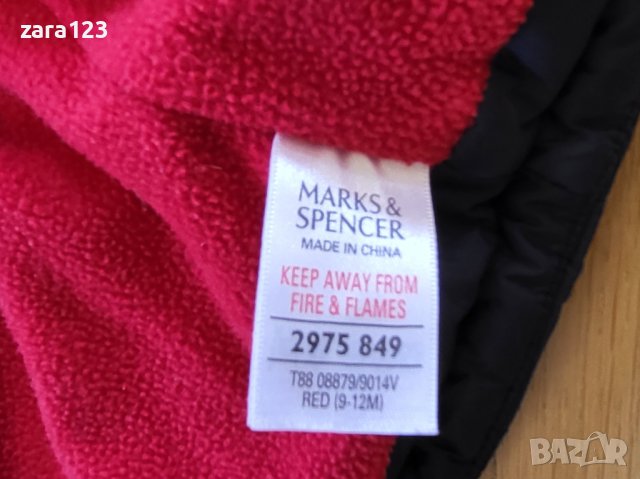 zara123
MARKS &
SPENCER
MADE IN CHINA
KEEP AWAY FROM
FIRE & FLAMES
2975 849
T88 08879/9014V
RED (9-12M)
BAZAR